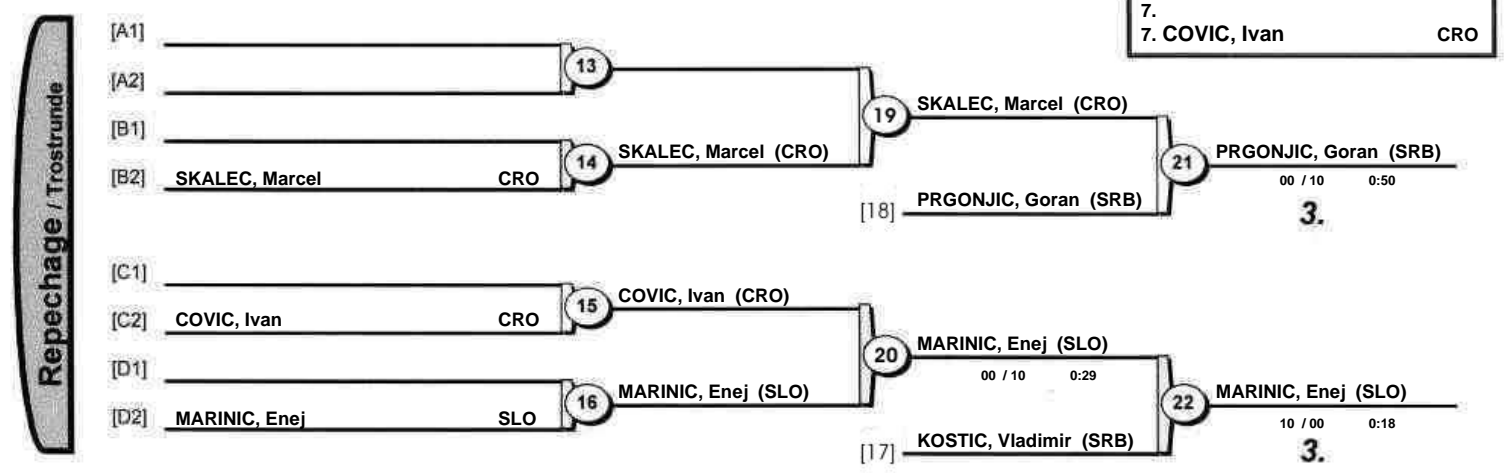 7.
7. COVIC, Ivan CRO
Repechage / Trostrunde
[A1]
13
[A2]
SKALEC, Marcel (CRO)
19
[B1]
SKALEC, Marcel (CRO)
14
PRGONJIC, Goran (SRB)
21
[B2] SKALEC, Marcel CRO
00 / 10 0:50
[18] PRGONJIC, Goran (SRB)
3.
[C1]
COVIC, Ivan (CRO)
15
[C2] COVIC, Ivan CRO
MARINIC, Enej (SLO)
20
[D1]
00 / 10 0:29
MARINIC, Enej (SLO)
16
MARINIC, Enej (SLO)
22
[D2] MARINIC, Enej SLO
10 / 00 0:18
[17] KOSTIC, Vladimir (SRB)
3.